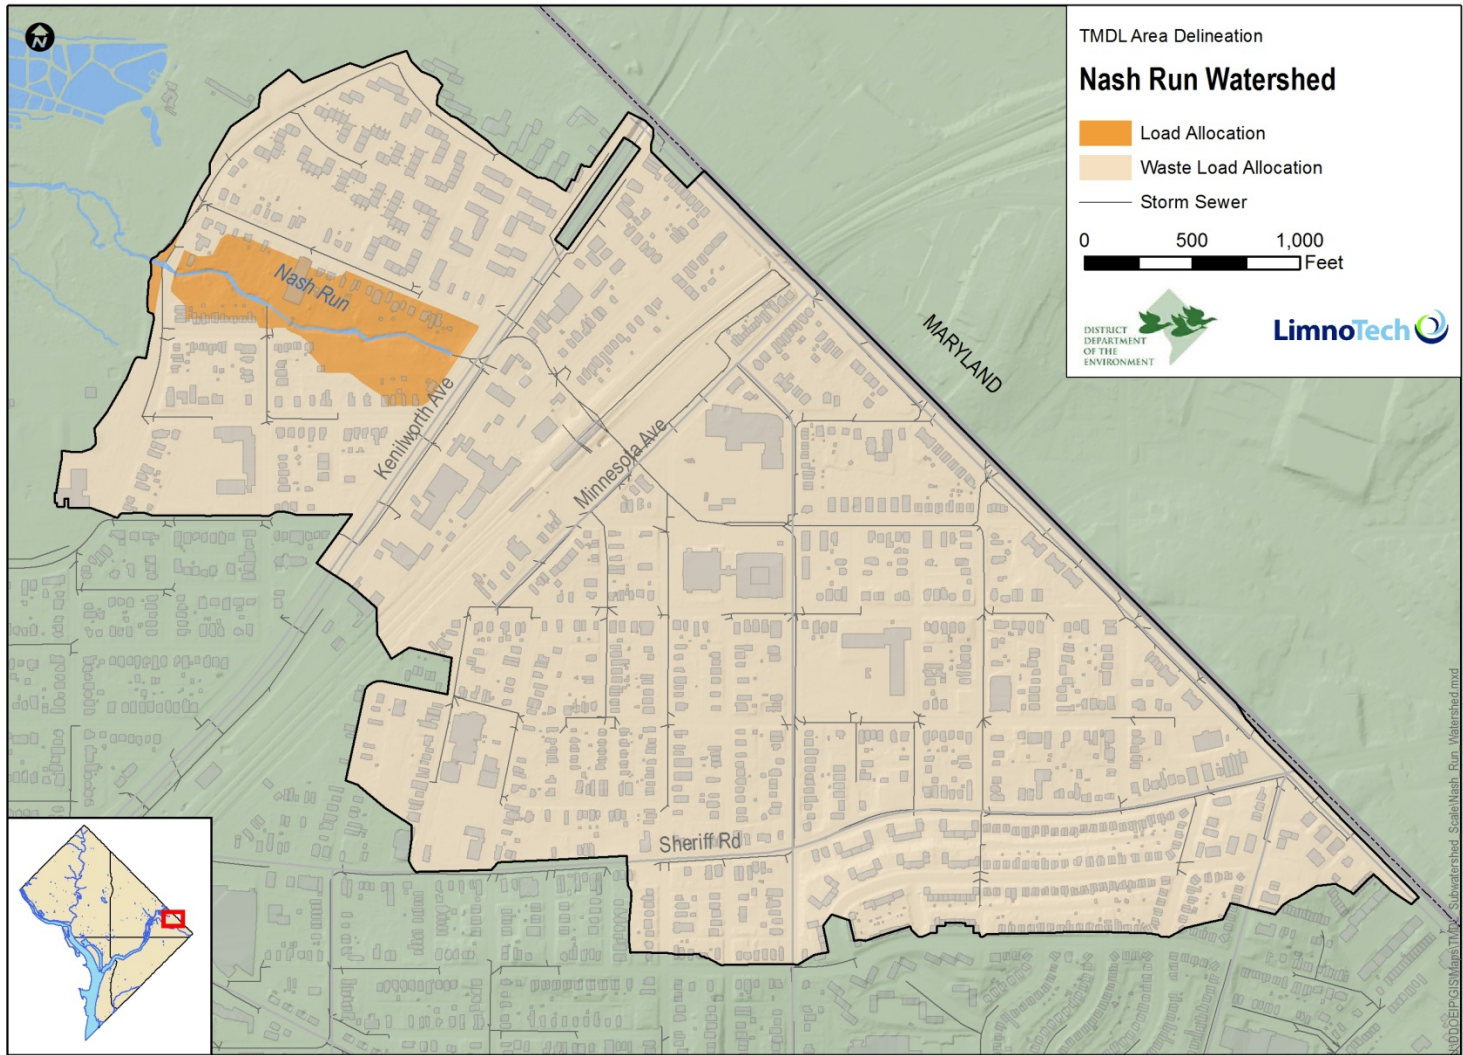 N
TMDL Area Delineation
Nash Run Watershed
Load Allocation
Waste Load Allocation
Storm Sewer
0 500 1,000
Feet
DISTRICT
DEPARTMENT
OF THE
ENVIRONMENT
LimnoTech
MARYLAND
Nash Run
Kenilworth Ave
Minnesota Ave
Sheriff Rd